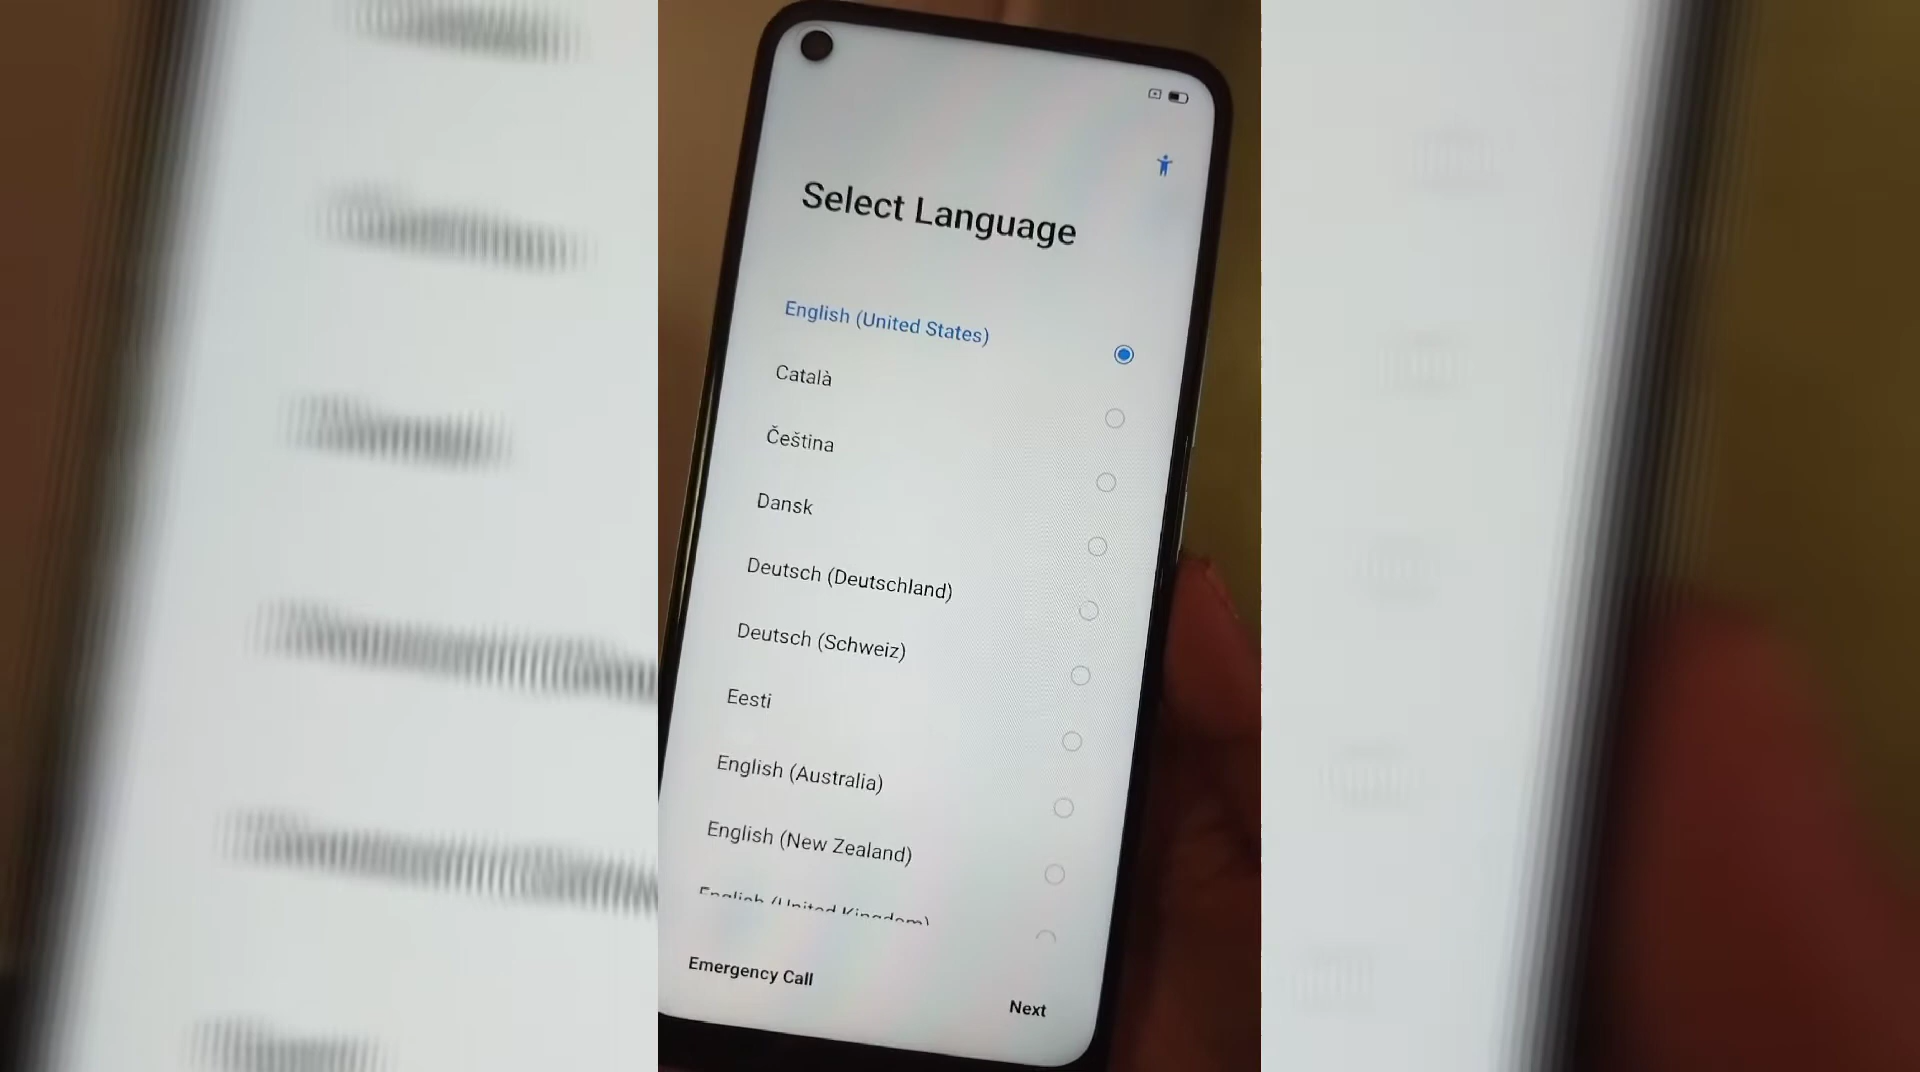 Select Language
English (United States)
Català
Čeština
Dansk
Deutsch (Deutschland)
Deutsch (Schweiz)
Eesti
English (Australia)
English (New Zealand)
English (United Kingdom)
Emergency Call
Next